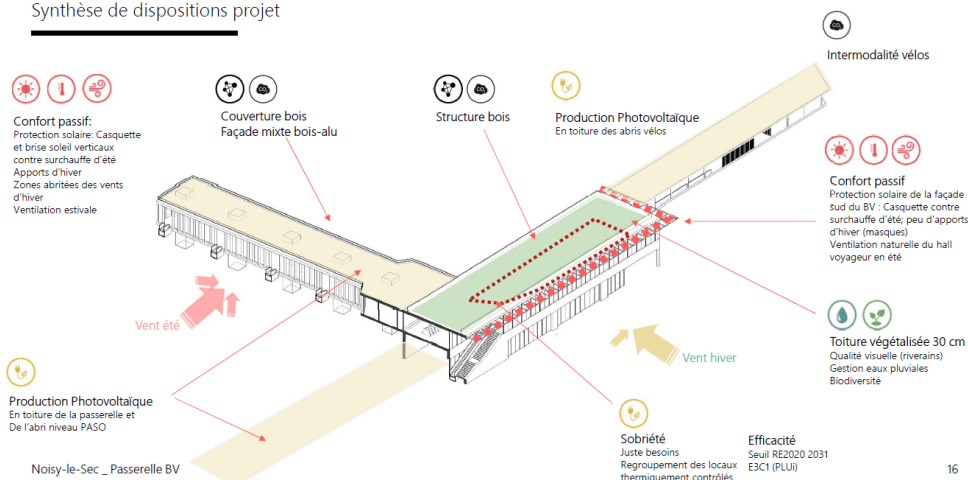 Synthèse de dispositions projet
Intermodalité vélos
Confort passif:
Protection solaire: Casquette
et brise soleil verticaux
contre surchauffe d'été
Apports d'hiver
Zones abritées des vents
d'hiver
Ventilation estivale
Couverture bois
Façade mixte bois-alu
Structure bois
Production Photovoltaïque
En toiture des abris vélos
Confort passif
Protection solaire de la façade
sud du BV : Casquette contre
surchauffe d'été; peu d'apports
d'hiver (masques)
Ventilation naturelle du hall
voyageur en été
Vent été
Vent hiver
Toiture végétalisée 30 cm
Qualité visuelle (riverains)
Gestion eaux pluviales
Biodiversité
Production Photovoltaïque
En toiture de la passerelle et
De l'abri niveau PASO
Sobriété
Juste besoins
Regroupement des locaux
thermiquement contrôlés
Efficacité
Seuil RE2020 2031
E3C1 (PLUi)
Noisy-le-Sec _ Passerelle BV
16